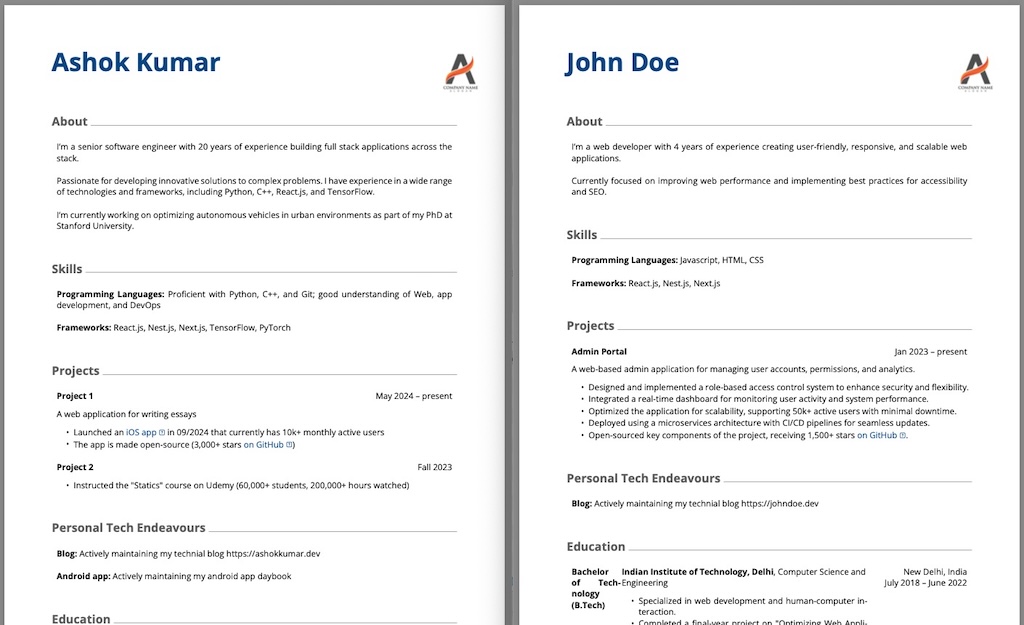 Ashok Kumar
COMPANY NAME
About
I'm a senior software engineer with 20 years of experience building full stack applications across the
stack.
Passionate for developing innovative solutions to complex problems. I have experience in a wide range
of technologies and frameworks, including Python, C++, React.js, and TensorFlow.
I'm currently working on optimizing autonomous vehicles in urban environments as part of my PhD at
Stanford University.
Skills
Programming Languages: Proficient with Python, C++, and Git; good understanding of Web, app
development, and DevOps
Frameworks: React.js, Nest.js, Next.js, TensorFlow, PyTorch
Projects
Project 1 May 2024 – present
A web application for writing essays
• Launched an iOS app in 09/2024 that currently has 10k+ monthly active users
• The app is made open-source (3,000+ stars on GitHub)
Project 2 Fall 2023
• Instructed the "Statics" course on Udemy (60,000+ students, 200,000+ hours watched)
Personal Tech Endeavours
Blog: Actively maintaining my technial blog https://ashokkumar.dev
Android app: Actively maintaining my android app daybook
Education
John Doe
COMPANY NAME
About
I'm a web developer with 4 years of experience creating user-friendly, responsive, and scalable web
applications.
Currently focused on improving web performance and implementing best practices for accessibility
and SEO.
Skills
Programming Languages: Javascript, HTML, CSS
Frameworks: React.js, Nest.js, Next.js
Projects
Admin Portal Jan 2023 – present
A web-based admin application for managing user accounts, permissions, and analytics.
• Designed and implemented a role-based access control system to enhance security and flexibility.
• Integrated a real-time dashboard for monitoring user activity and system performance.
• Optimized the application for scalability, supporting 50k+ active users with minimal downtime.
• Deployed using a microservices architecture with CI/CD pipelines for seamless updates.
• Open-sourced key components of the project, receiving 1,500+ stars on GitHub.
Personal Tech Endeavours
Blog: Actively maintaining my technial blog https://johndoe.dev
Education
Bachelor Indian Institute of Technology, Delhi, Computer Science and New Delhi, India
of Tech- Engineering July 2018 – June 2022
nology • Specialized in web development and human-computer in-
(B.Tech) teraction.
• Completed a final-year project on "Optimizing Web Appli-